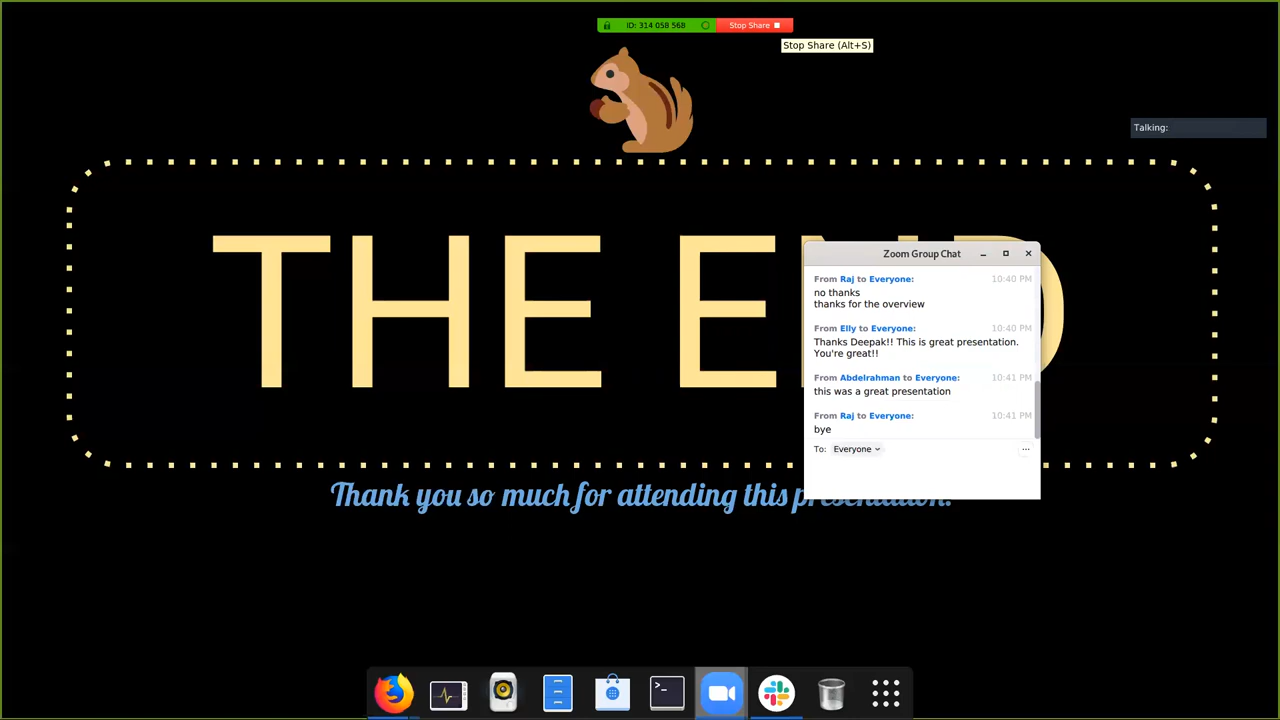 ID: 314 058 568
Stop Share
Stop Share (Alt+S)
Talking:
THE END
Zoom Group Chat
From Raj to Everyone: 10:40 PM
no thanks
thanks for the overview
From Elly to Everyone: 10:40 PM
Thanks Deepak!! This is great presentation.
You're great!!
From Abdelrahman to Everyone: 10:41 PM
this was a great presentation
From Raj to Everyone: 10:41 PM
bye
To: Everyone
Thank you so much for attending this presentation.